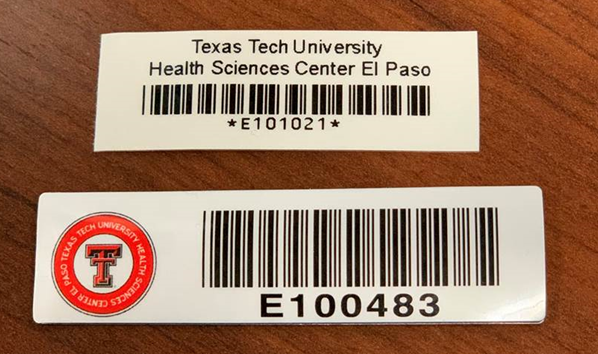 Texas Tech University
Health Sciences Center El Paso
*E101021*
TEXAS TECH UNIVERSITY HEALTH SCIENCES CENTER EL PASO
T
E100483